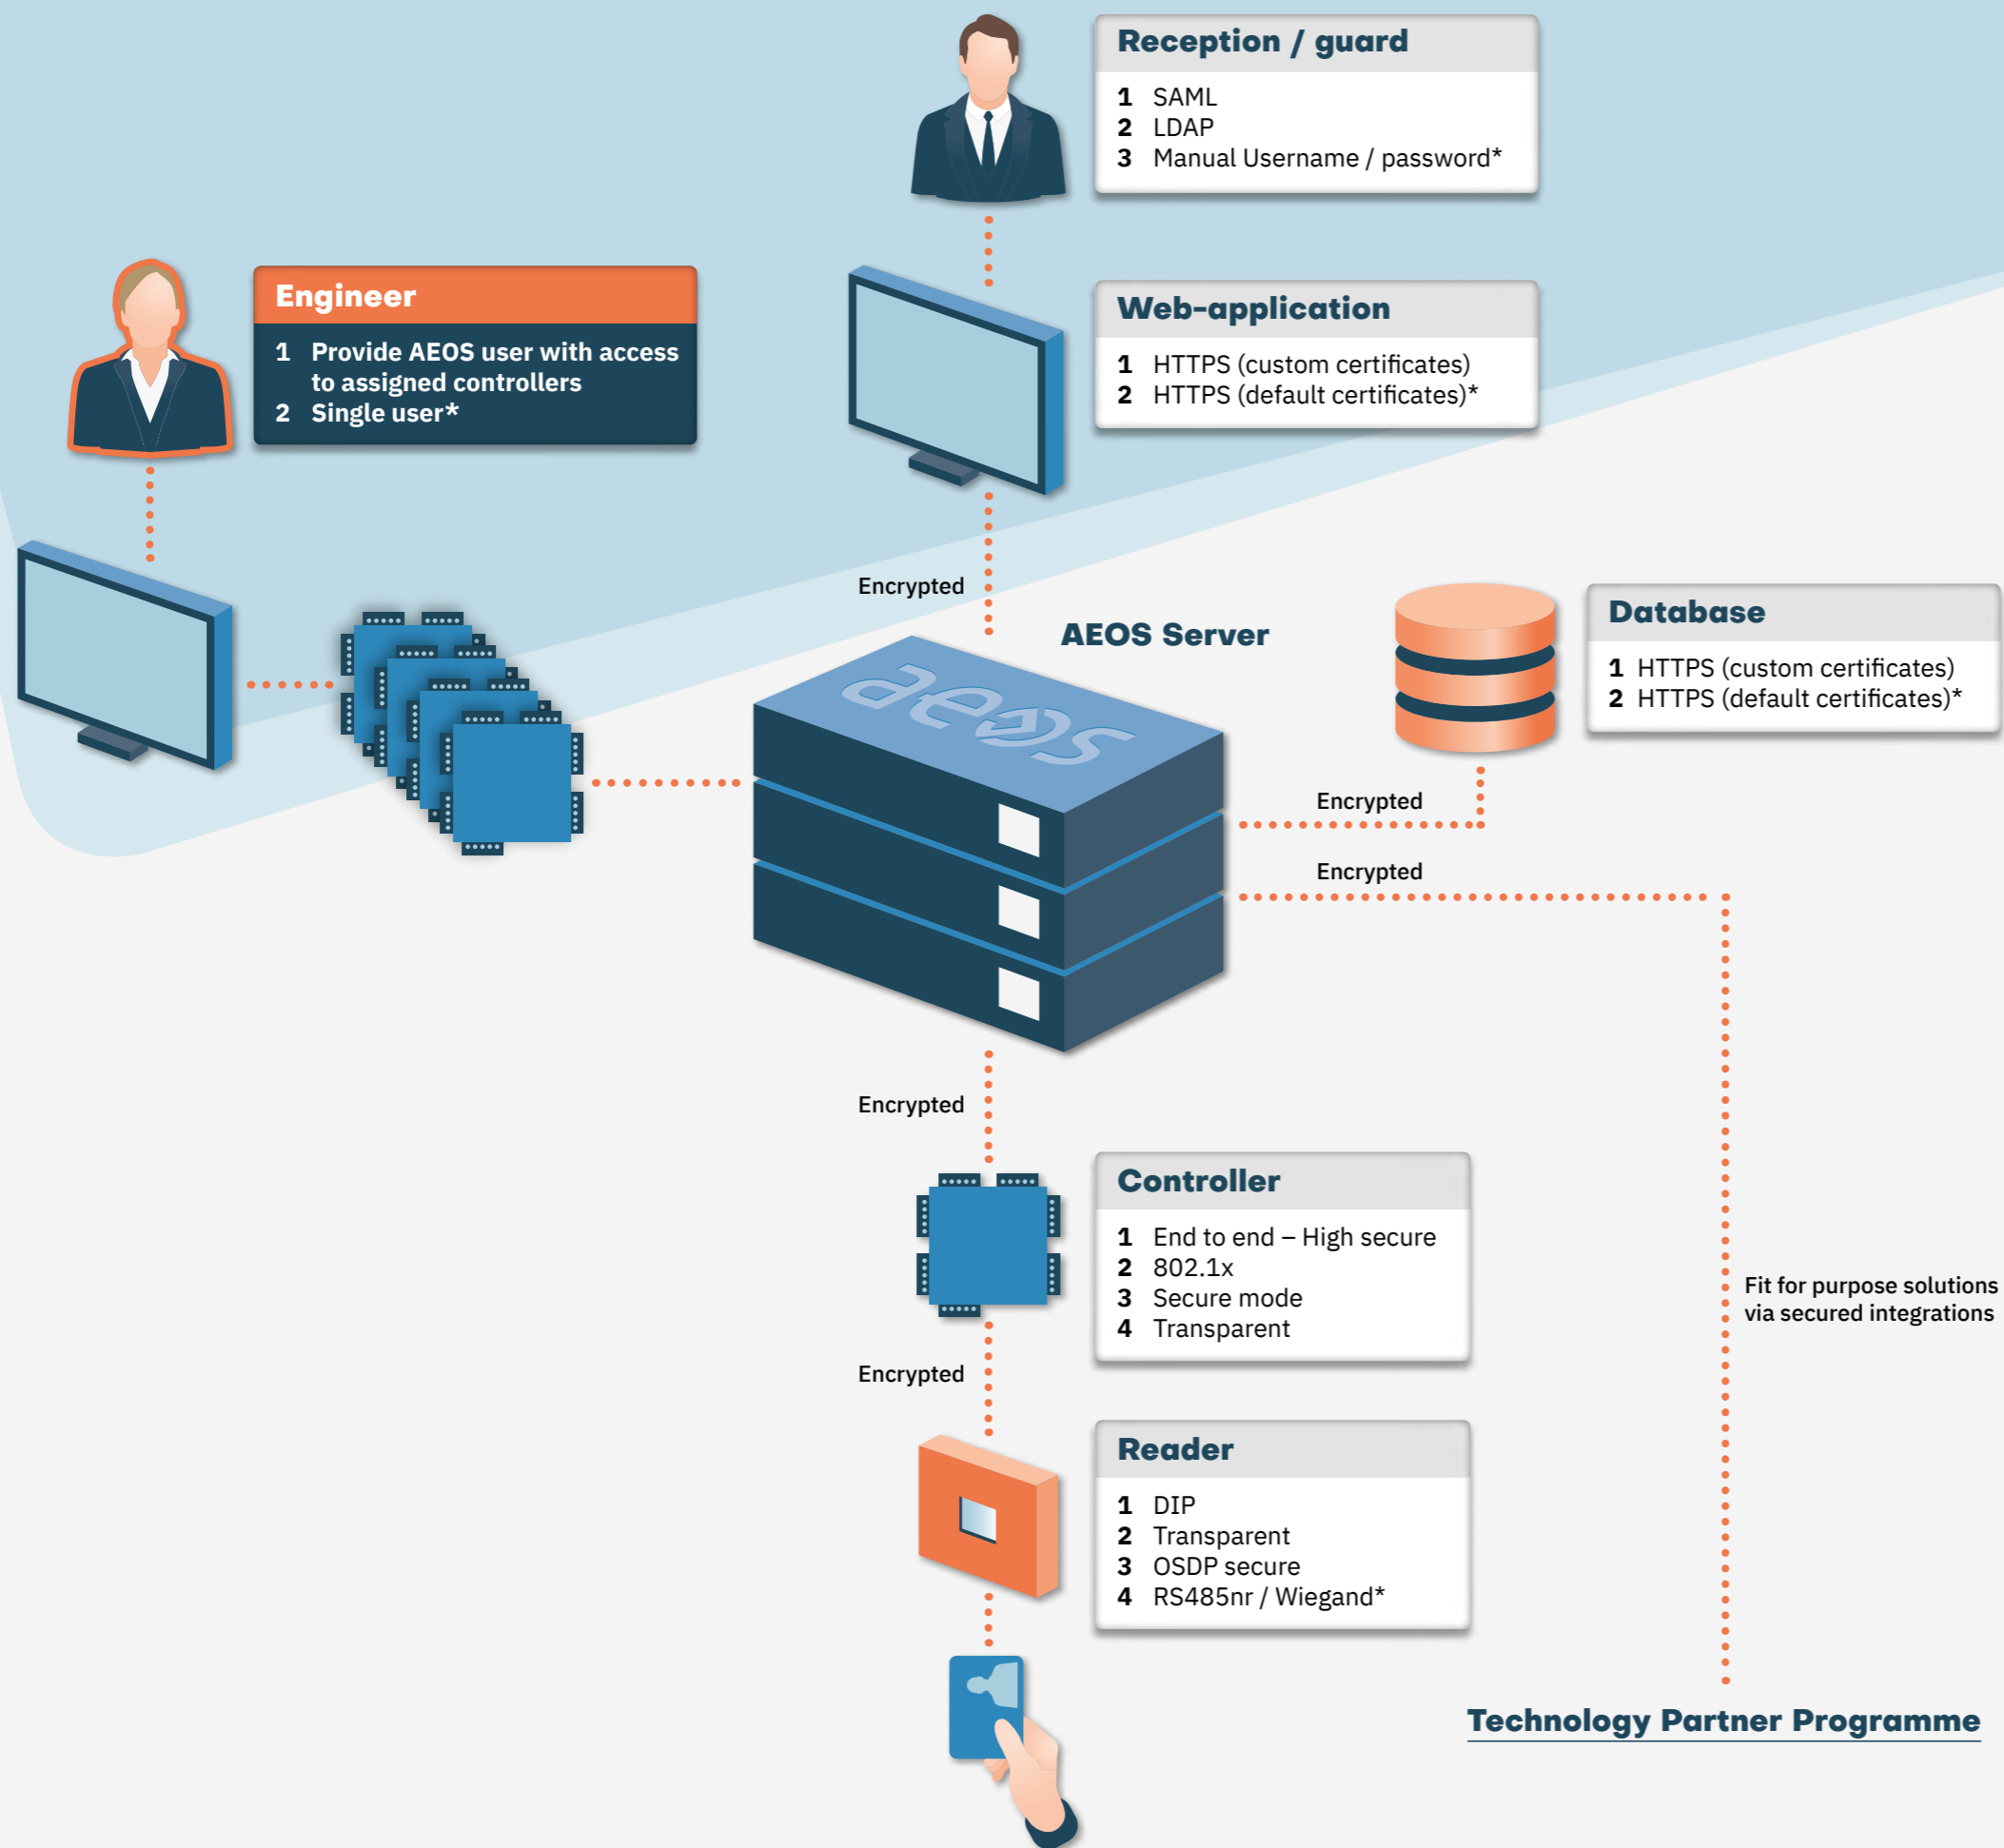 Reception / guard
1 SAML
2 LDAP
3 Manual Username / password*
Engineer
1 Provide AEOS user with access
to assigned controllers
2 Single user*
Web-application
1 HTTPS (custom certificates)
2 HTTPS (default certificates)*
Encrypted
AEOS Server
aeos
Database
1 HTTPS (custom certificates)
2 HTTPS (default certificates)*
Encrypted
Encrypted
Encrypted
Controller
1 End to end – High secure
2 802.1x
3 Secure mode
4 Transparent
Fit for purpose solutions
via secured integrations
Encrypted
Reader
1 DIP
2 Transparent
3 OSDP secure
4 RS485nr / Wiegand*
Technology Partner Programme